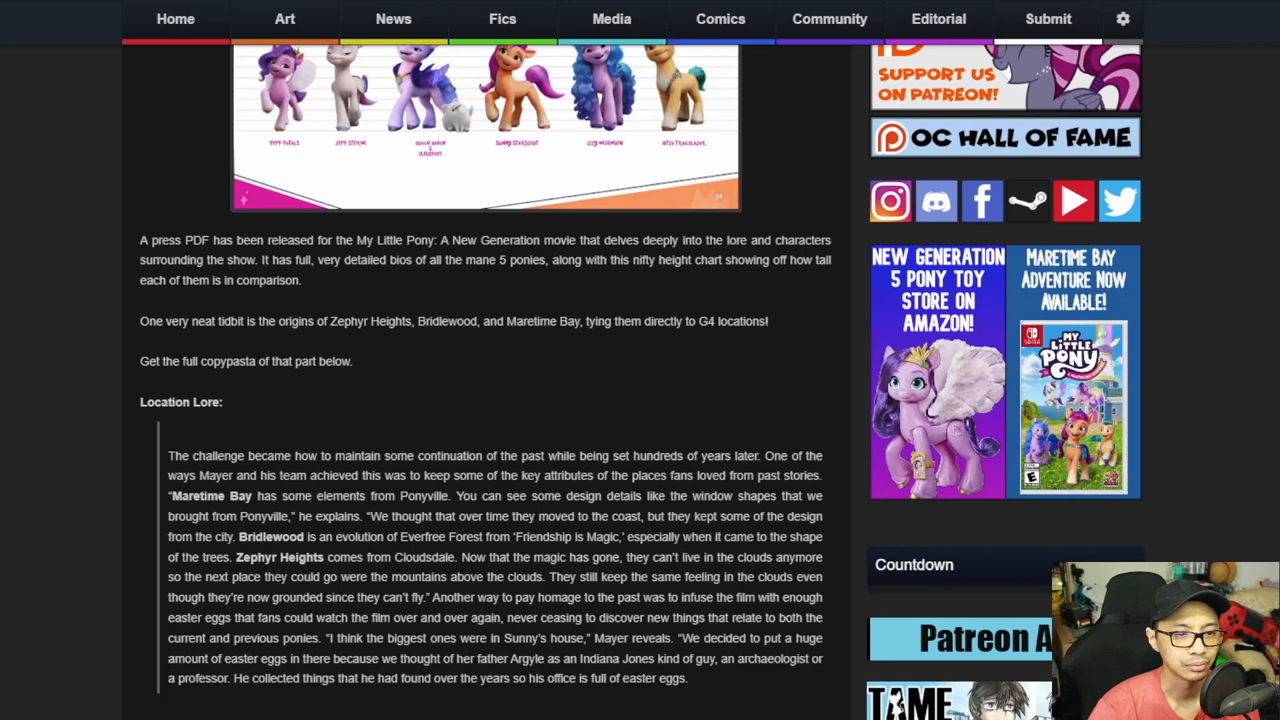 Home Art News Fics Media Comics Community Editorial Submit
PIPP PETALS ZIPP STORM QUEEN HAVEN & CLOUDPUFF SUNNY STARSCOUT IZZY MOONBOW HITCH TRAILBLAZER
A press PDF has been released for the My Little Pony: A New Generation movie that delves deeply into the lore and characters
surrounding the show. It has full, very detailed bios of all the mane 5 ponies, along with this nifty height chart showing off how tall
each of them is in comparison.
One very neat tidbit is the origins of Zephyr Heights, Bridlewood, and Maretime Bay, tying them directly to G4 locations!
Get the full copypasta of that part below.
Location Lore:
The challenge became how to maintain some continuation of the past while being set hundreds of years later. One of the
ways Mayer and his team achieved this was to keep some of the key attributes of the places fans loved from past stories.
“Maretime Bay has some elements from Ponyville. You can see some design details like the window shapes that we
brought from Ponyville,” he explains. “We thought that over time they moved to the coast, but they kept some of the design
from the city. Bridlewood is an evolution of Everfree Forest from ‘Friendship is Magic,’ especially when it came to the shape
of the trees. Zephyr Heights comes from Cloudsdale. Now that the magic has gone, they can’t live in the clouds anymore
so the next place they could go were the mountains above the clouds. They still keep the same feeling in the clouds even
though they’re now grounded since they can’t fly.” Another way to pay homage to the past was to infuse the film with enough
easter eggs that fans could watch the film over and over again, never ceasing to discover new things that relate to both the
current and previous ponies. “I think the biggest ones were in Sunny’s house,” Mayer reveals. “We decided to put a huge
amount of easter eggs in there because we thought of her father Argyle as an Indiana Jones kind of guy, an archaeologist or
a professor. He collected things that he had found over the years so his office is full of easter eggs.
SUPPORT US
ON PATREON!
OC HALL OF FAME
NEW GENERATION
5 PONY TOY
STORE ON
AMAZON!
MARETIME BAY
ADVENTURE NOW
AVAILABLE!
MY
LITTLE
PONY
Countdown
Patreon A
TAME